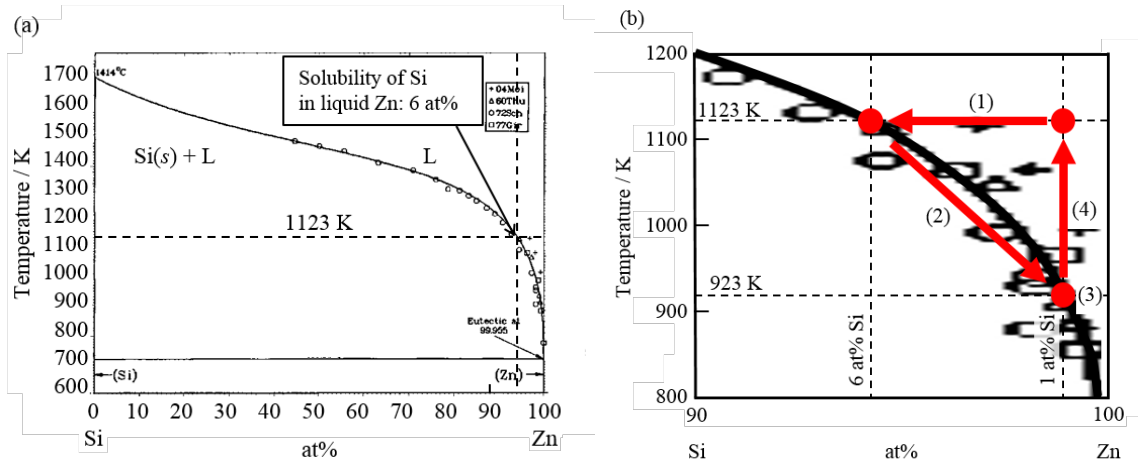 (a)
1700
1600
1500
1400
1300
1200
1100
1000
900
800
700
600
Temperature / K
1414°C
Solubility of Si
in liquid Zn: 6 at%
Si(s) + L
L
1123 K
Eutectic at
99.955
(Si)
(Zn)
0 10 20 30 40 50 60 70 80 90 100
Si
at%
Zn
(b)
1200
1100
1000
900
800
Temperature / K
1123 K
923 K
(1)
(2)
(3)
(4)
6 at% Si
1 at% Si
90
100
Si
at%
Zn